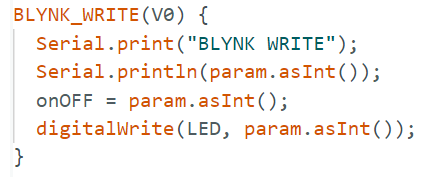 BLYNK_WRITE(V0) {
  Serial.print("BLYNK WRITE");
  Serial.println(param.asInt());
  onOFF = param.asInt();
  digitalWrite(LED, param.asInt());
}